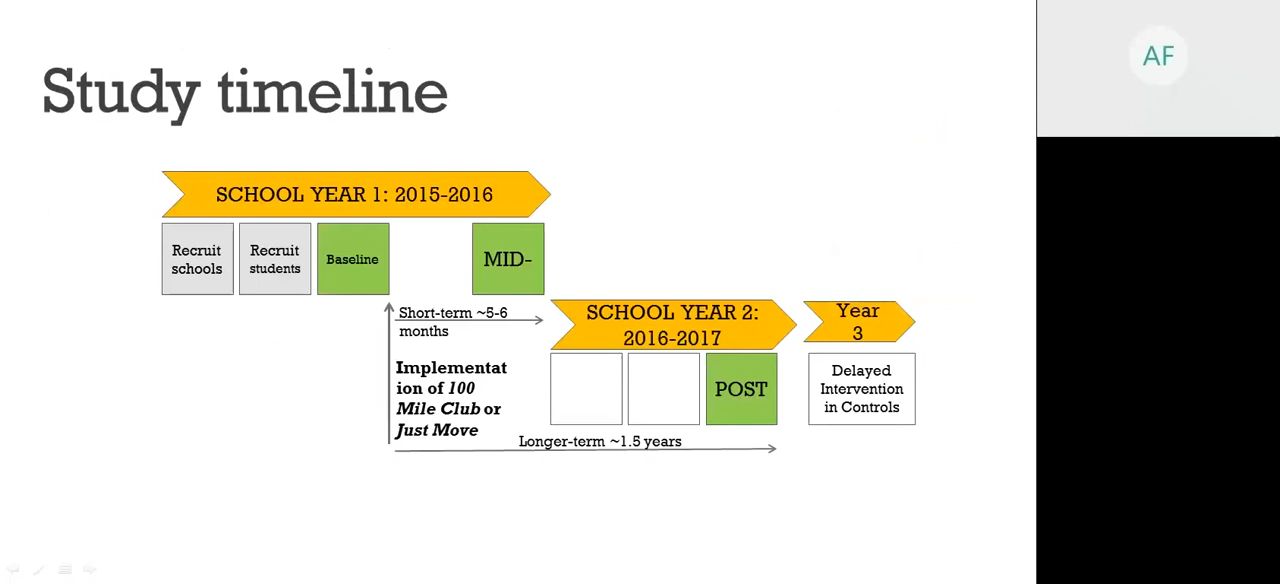 Study timeline
AF
SCHOOL YEAR 1: 2015-2016
Recruit
schools
Recruit
students
Baseline
MID-
Short-term ~5-6
months
SCHOOL YEAR 2:
2016-2017
Year
3
Implementat
ion of 100
Mile Club or
Just Move
POST
Delayed
Intervention
in Controls
Longer-term ~1.5 years